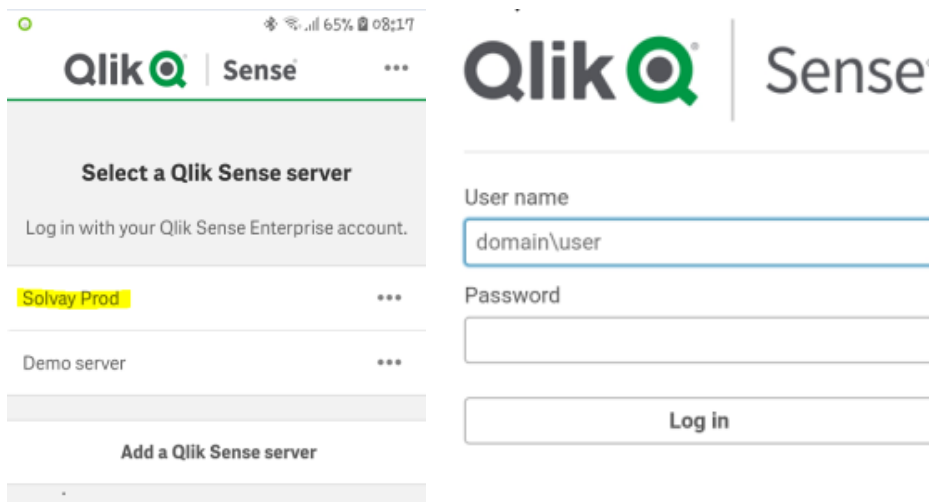 65% 08:17
Qlik Sense
Select a Qlik Sense server
Log in with your Qlik Sense Enterprise account.
Solvay Prod
Demo server
Add a Qlik Sense server
Qlik Sense
User name
domain\user
Password
Log in